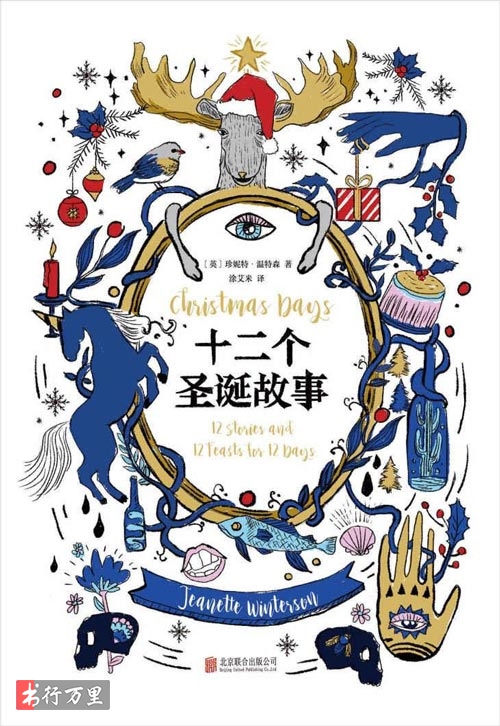 [英] 珍妮特·温特森 著
涂艾米 译
Christmas Days
十二个
圣诞故事
12 Stories and
12 Feasts for 12 Days
Jeanette Winterson
北京联合出版公司
Beijing United Publishing Co.,Ltd.
书行万里